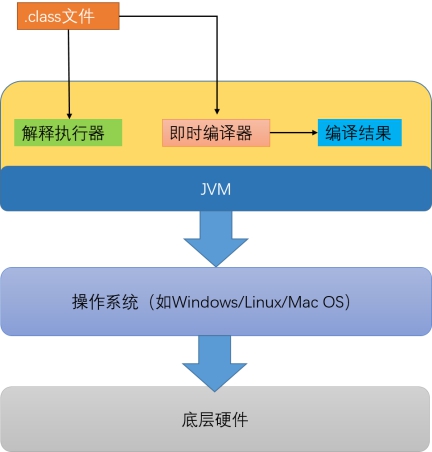 .class文件
解释执行器
即时编译器
编译结果
JVM
操作系统（如Windows/Linux/Mac OS）
底层硬件